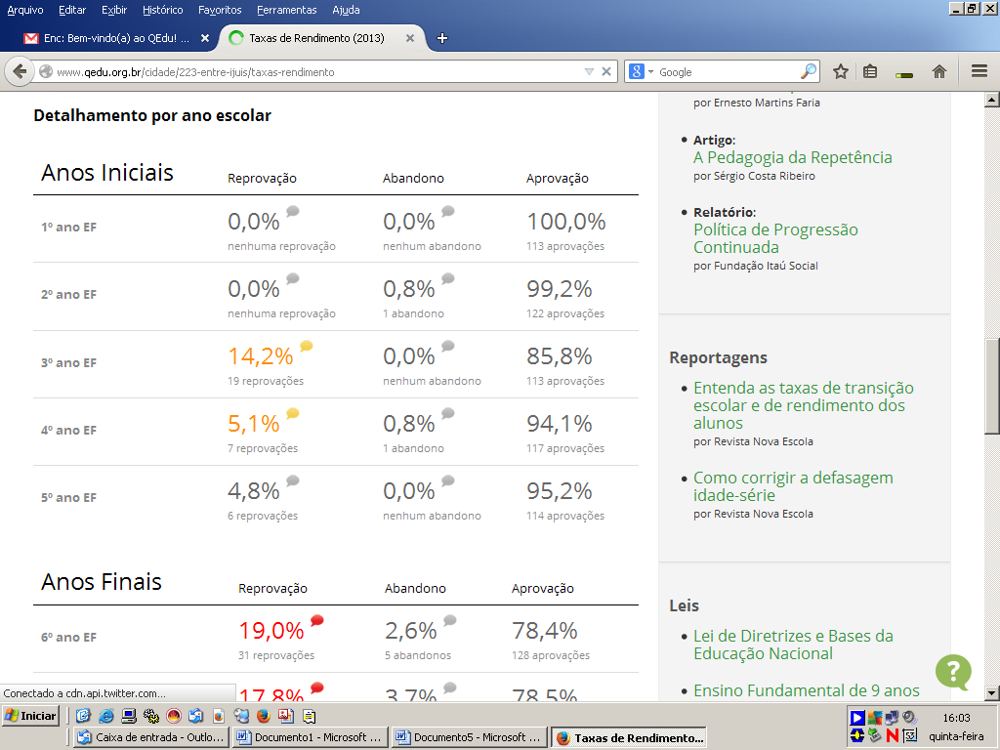 Arquivo Editar Exibir Histórico Favoritos Ferramentas Ajuda
Enc: Bem-vindo(a) ao QEdu! ...
Taxas de Rendimento (2013)
www.qedu.org.br/cidade/223-entre-ijuis/taxas-rendimento
Google
Detalhamento por ano escolar
Anos Iniciais Reprovação Abandono Aprovação
1º ano EF 0,0% 0,0% 100,0%
nenhuma reprovação nenhum abandono 113 aprovações
2º ano EF 0,0% 0,8% 99,2%
nenhuma reprovação 1 abandono 122 aprovações
3º ano EF 14,2% 0,0% 85,8%
19 reprovações nenhum abandono 113 aprovações
4º ano EF 5,1% 0,8% 94,1%
7 reprovações 1 abandono 117 aprovações
5º ano EF 4,8% 0,0% 95,2%
6 reprovações nenhum abandono 114 aprovações
Anos Finais Reprovação Abandono Aprovação
6º ano EF 19,0% 2,6% 78,4%
31 reprovações 5 abandonos 128 aprovações
17,8% 3,7% 78,5%
por Ernesto Martins Faria
Artigo:
A Pedagogia da Repetência
por Sérgio Costa Ribeiro
Relatório:
Política de Progressão
Continuada
por Fundação Itaú Social
Reportagens
Entenda as taxas de transição
escolar e de rendimento dos
alunos
por Revista Nova Escola
Como corrigir a defasagem
idade-série
por Revista Nova Escola
Leis
Lei de Diretrizes e Bases da
Educação Nacional
Ensino Fundamental de 9 anos
?
Conectado a cdn.api.twitter.com...
Iniciar
16:03
Caixa de entrada - Outlo...
Documento1 - Microsoft ...
Documento5 - Microsoft ...
Taxas de Rendimento...
quinta-feira